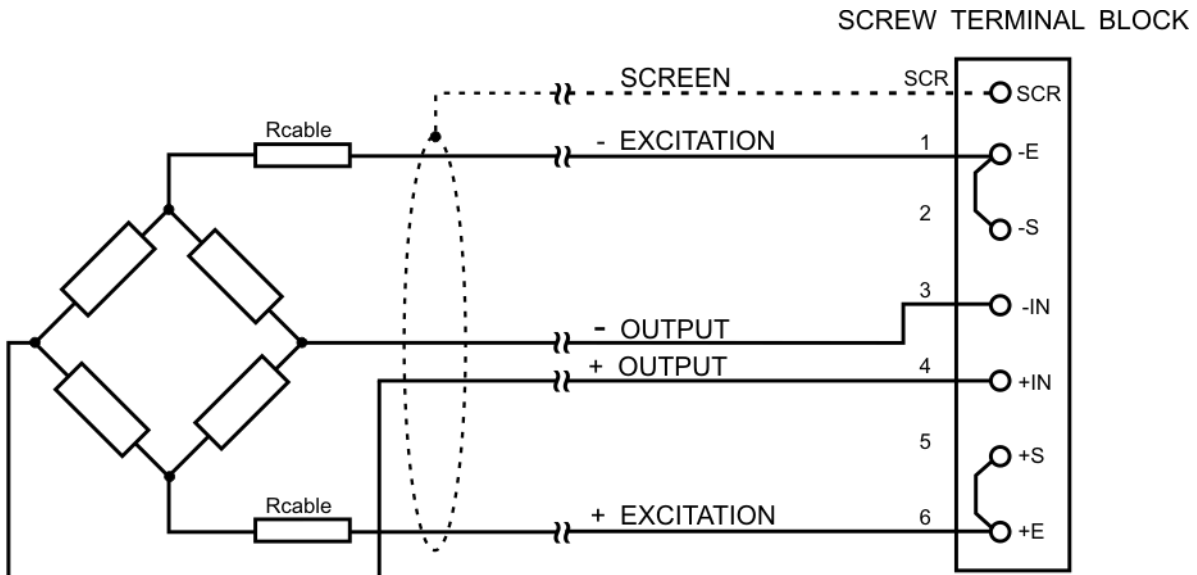 SCREW TERMINAL BLOCK
SCREEN
SCR
SCR
Rcable
- EXCITATION
1
-E
2
-S
3
-IN
- OUTPUT
+ OUTPUT
4
+IN
5
+S
Rcable
+ EXCITATION
6
+E